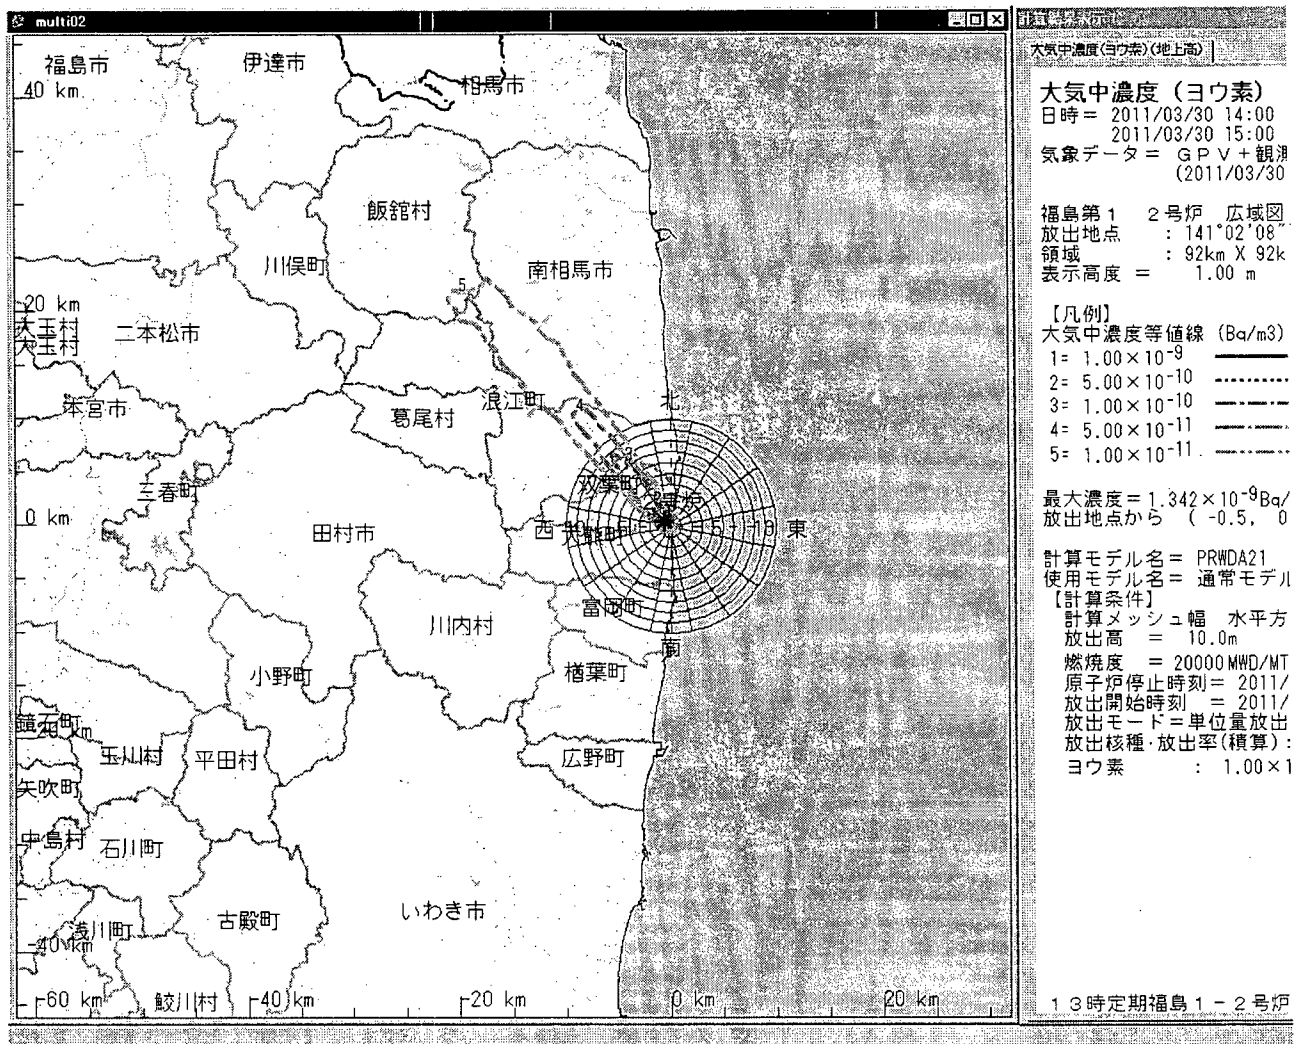 multi02
福島市
伊達市
相馬市
40 km
飯舘村
川俣町
南相馬市
5
20 km
大玉村
二本松市
大玉村
本宮市
葛尾村
浪江町
4
北
三春町
双葉町
3
0 km
田村市
西
東
富岡町
川内村
南
小野町
楢葉町
鏡石町
玉川村
平田村
広野町
矢吹町
中島村
石川町
いわき市
古殿町
浅川町
-40 km
-60 km
鮫川村
-40 km
-20 km
0 km
20 km
大気中濃度(ヨウ素)(地上高)
大気中濃度（ヨウ素）
日時＝ 2011/03/30 14:00
2011/03/30 15:00
気象データ＝ ＧＰＶ＋観測
(2011/03/30
福島第１　２号炉　広域図
放出地点　： 141°02'08"
領域　： 92km X 92k
表示高度 ＝ 1.00 m
【凡例】
大気中濃度等値線 (Bq/m3)
1= 1.00×10-9
2= 5.00×10-10
3= 1.00×10-10
4= 5.00×10-11
5= 1.00×10-11
最大濃度＝1.342×10-9Bq/
放出地点から （ -0.5, 0
計算モデル名＝ PRWDA21
使用モデル名＝ 通常モデル
【計算条件】
計算メッシュ幅　水平方
放出高 ＝ 10.0m
燃焼度 ＝ 20000MWD/MT
原子炉停止時刻＝ 2011/
放出開始時刻 ＝ 2011/
放出モード＝単位量放出
放出核種・放出率(積算)：
ヨウ素 ： 1.00×1
１３時定期福島１－２号炉